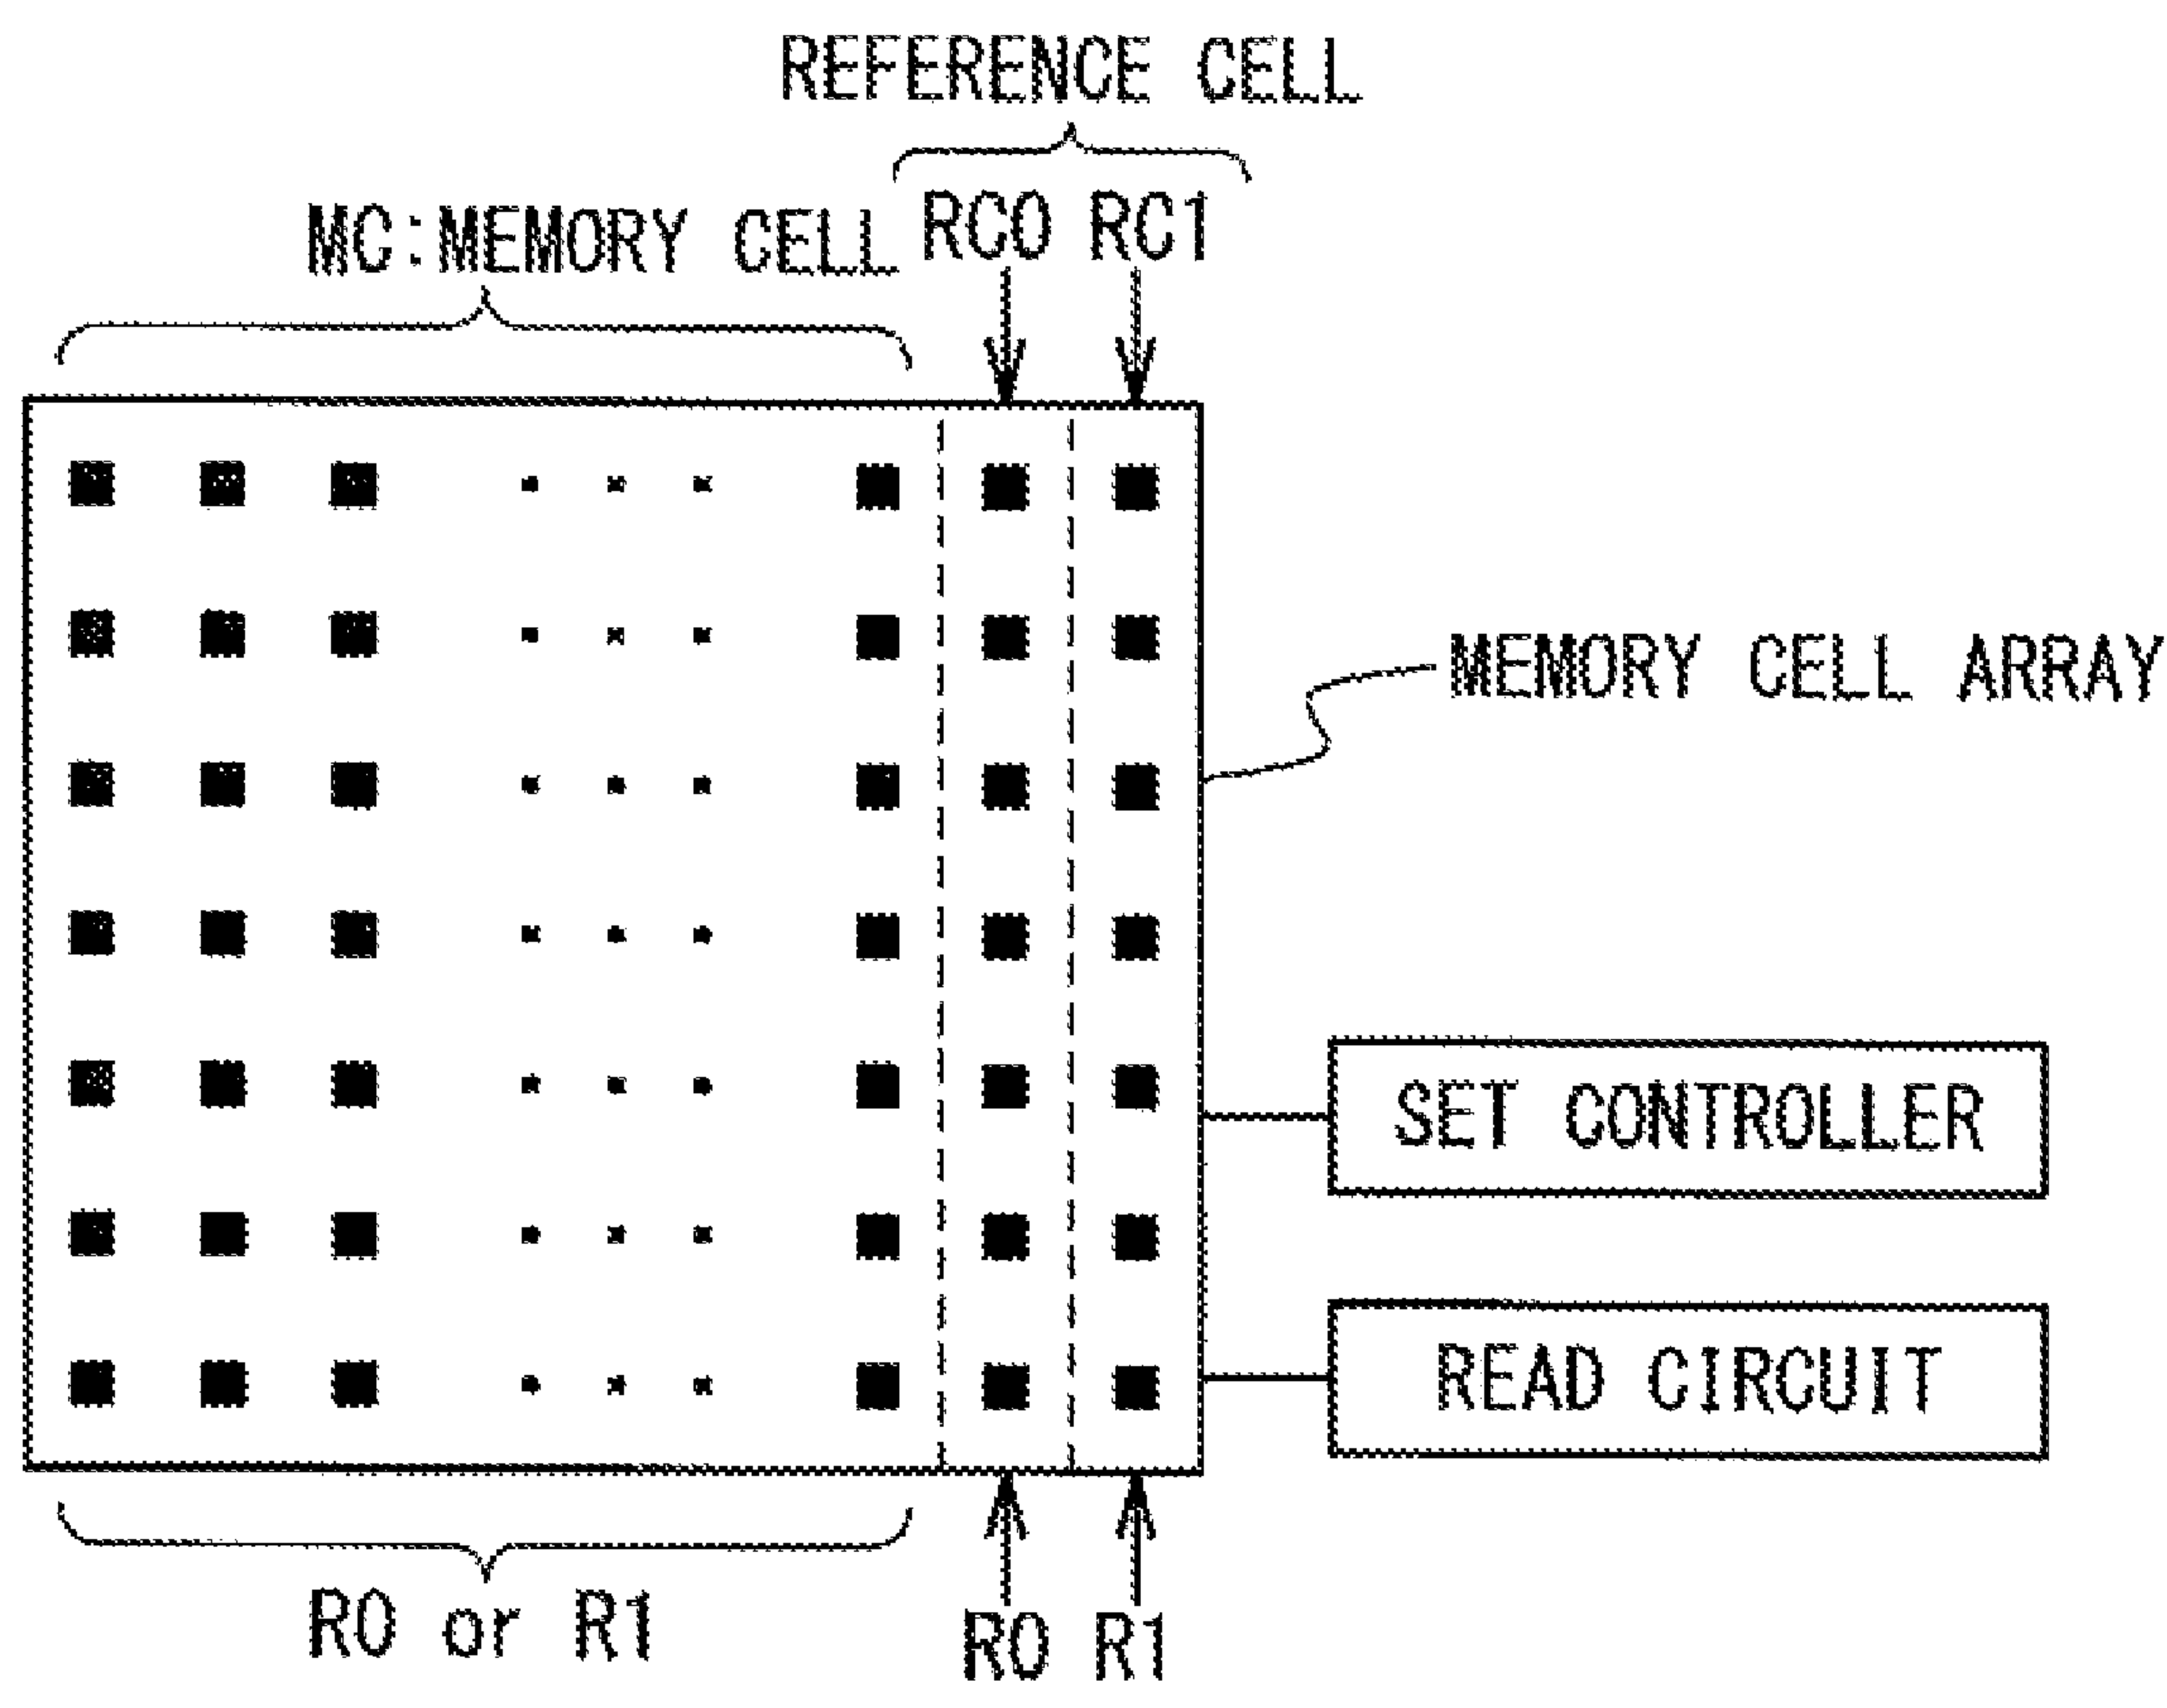 REFERENCE CELL
MC:MEMORY CELL
RC0 RC1
MEMORY CELL ARRAY
SET CONTROLLER
READ CIRCUIT
R0 or R1
R0 R1